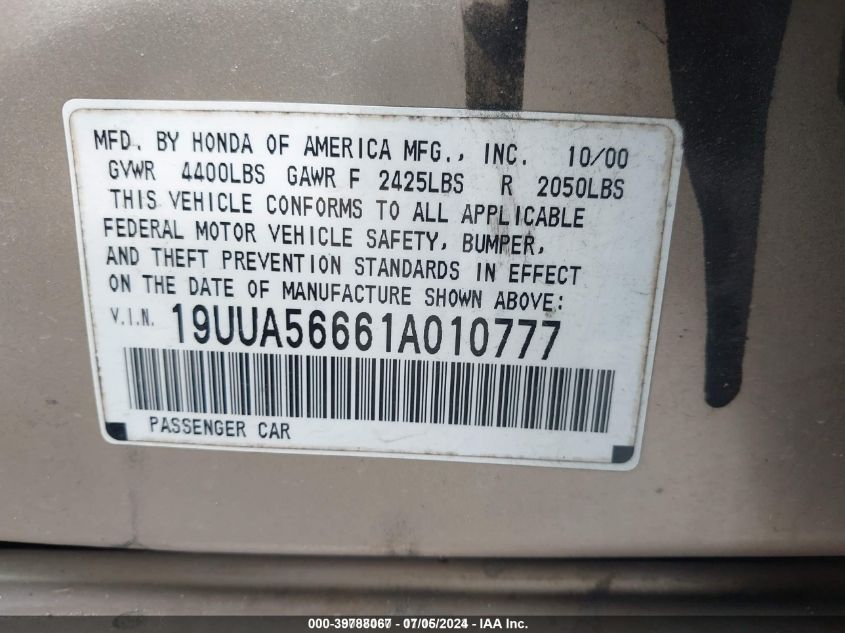 MFD. BY HONDA OF AMERICA MFG., INC. 10/00
GVWR 4400LBS GAWR F 2425LBS R 2050LBS
THIS VEHICLE CONFORMS TO ALL APPLICABLE
FEDERAL MOTOR VEHICLE SAFETY, BUMPER,
AND THEFT PREVENTION STANDARDS IN EFFECT
ON THE DATE OF MANUFACTURE SHOWN ABOVE:
V.I.N. 19UUA56661A010777
PASSENGER CAR
000-39788067 - 07/05/2024 - IAA Inc.